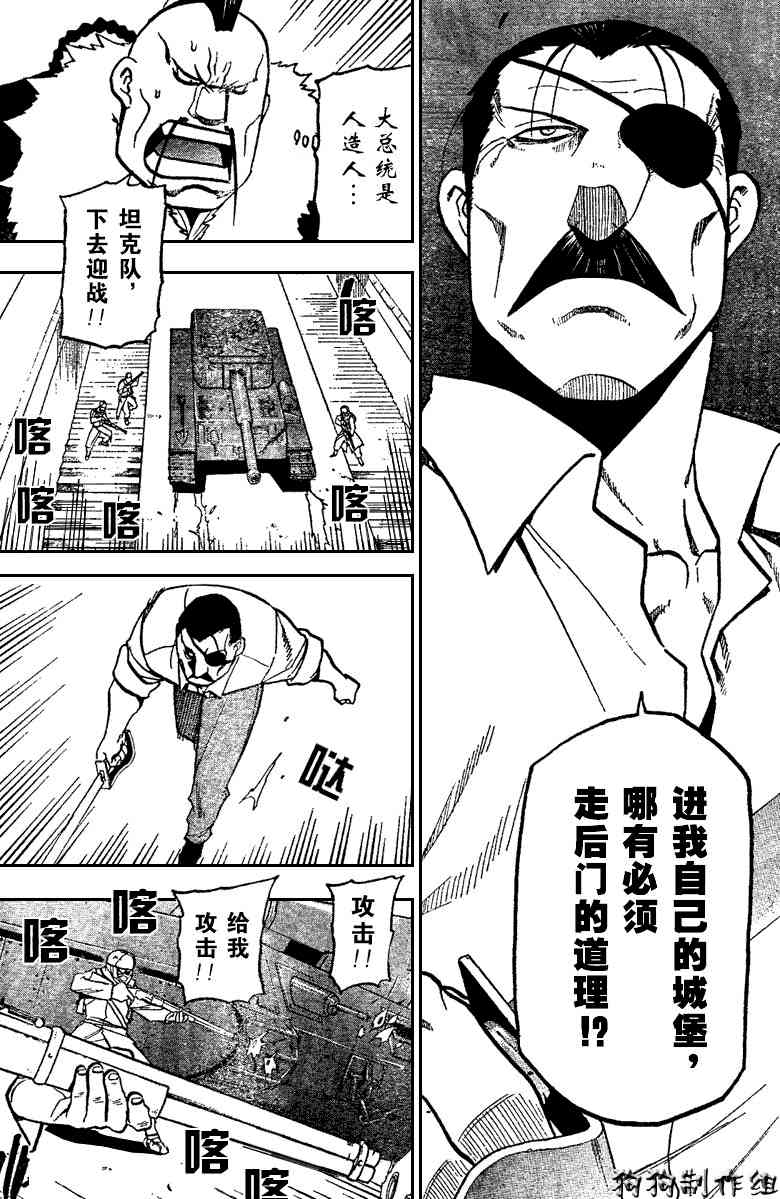 进我自己的城堡，
哪有必须
走后门的道理!?
大总统是
人造人…
坦克队，
下去迎战!!
喀
喀
喀
喀
喀
哒
攻击!!
给我
攻击!!
喀
喀
喀
喀
狗狗制作组